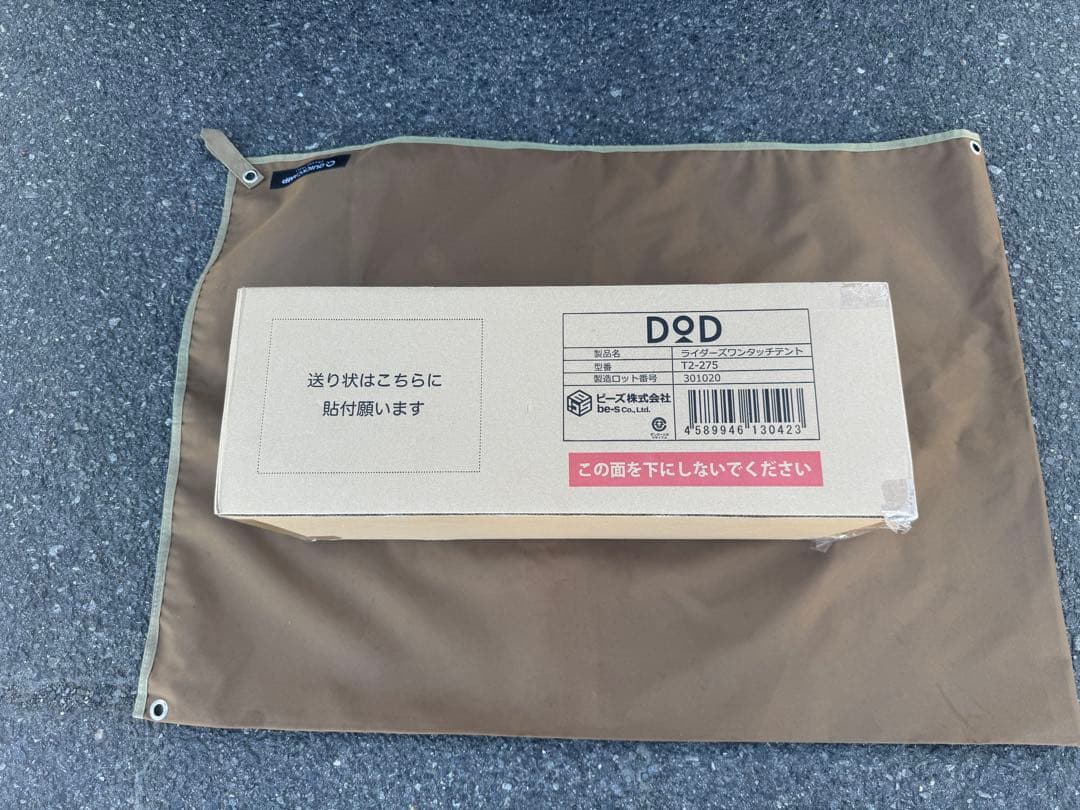 QUICKCAMP
送り状はこちらに
貼付願います
DOD
製品名 ライダーズワンタッチテント
型番 T2-275
製造ロット番号 301020
ビーズ株式会社
be-s Co., Ltd.
4 589946 130423
この面を下にしないでください